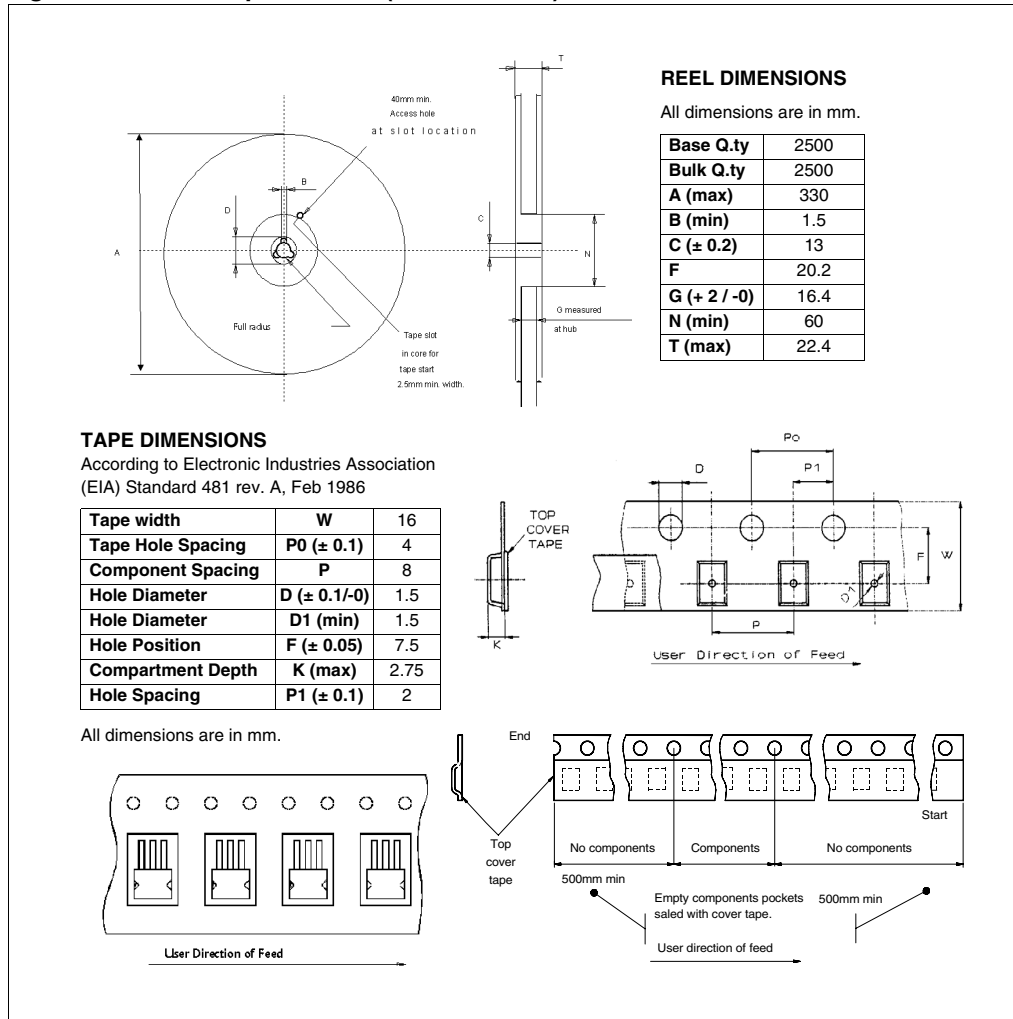 T
40mm min.
Access hole
at slot location
B
D
A
C
N
Full radius
Tape slot
in core for
tape start
2.5mm min. width.
G measured
at hub
REEL DIMENSIONS
All dimensions are in mm.
Base Q.ty 2500
Bulk Q.ty 2500
A (max) 330
B (min) 1.5
C (± 0.2) 13
F 20.2
G (+ 2 / -0) 16.4
N (min) 60
T (max) 22.4
TAPE DIMENSIONS
According to Electronic Industries Association
(EIA) Standard 481 rev. A, Feb 1986
Tape width W 16
Tape Hole Spacing P0 (± 0.1) 4
Component Spacing P 8
Hole Diameter D (± 0.1/-0) 1.5
Hole Diameter D1 (min) 1.5
Hole Position F (± 0.05) 7.5
Compartment Depth K (max) 2.75
Hole Spacing P1 (± 0.1) 2
All dimensions are in mm.
TOP
COVER
TAPE
K
Po
D
P1
F
W
D1
P
User Direction of Feed
User Direction of Feed
End
Start
Top
cover
tape
No components
Components
No components
500mm min
Empty components pockets
saled with cover tape.
500mm min
User direction of feed